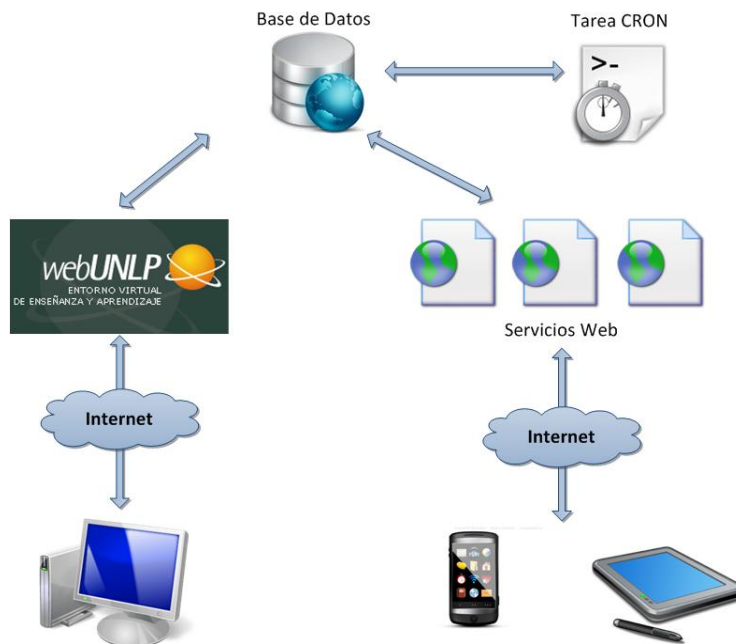 Base de Datos
Tarea CRON
>-
webUNLP
ENTORNO VIRTUAL
DE ENSEÑANZA Y APRENDIZAJE
Servicios Web
Internet
Internet